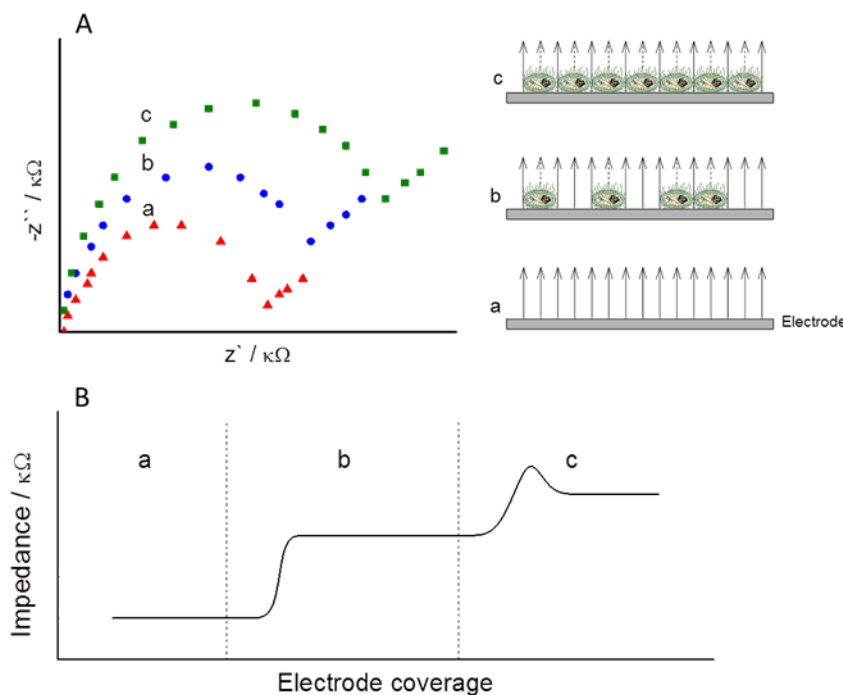 A
c
b
a
-z`` / κΩ
z` / κΩ
c
b
a
Electrode
B
a
b
c
Impedance / κΩ
Electrode coverage